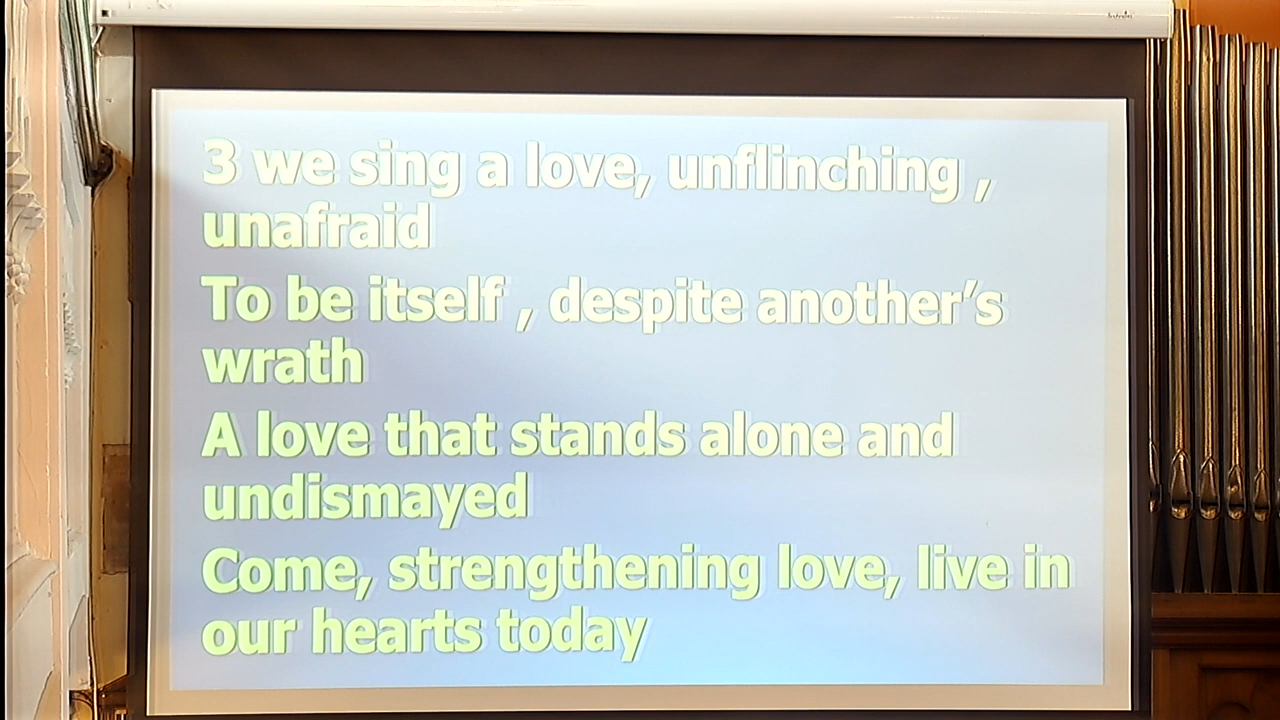 3 we sing a love, unflinching ,
unafraid
To be itself , despite another’s
wrath
A love that stands alone and
undismayed
Come, strengthening love, live in
our hearts today